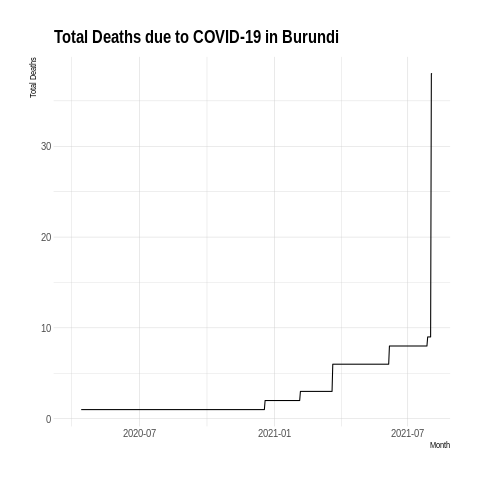 Total Deaths due to COVID-19 in Burundi
Total Deaths
30
20
10
0
2020-07
2021-01
2021-07
Month